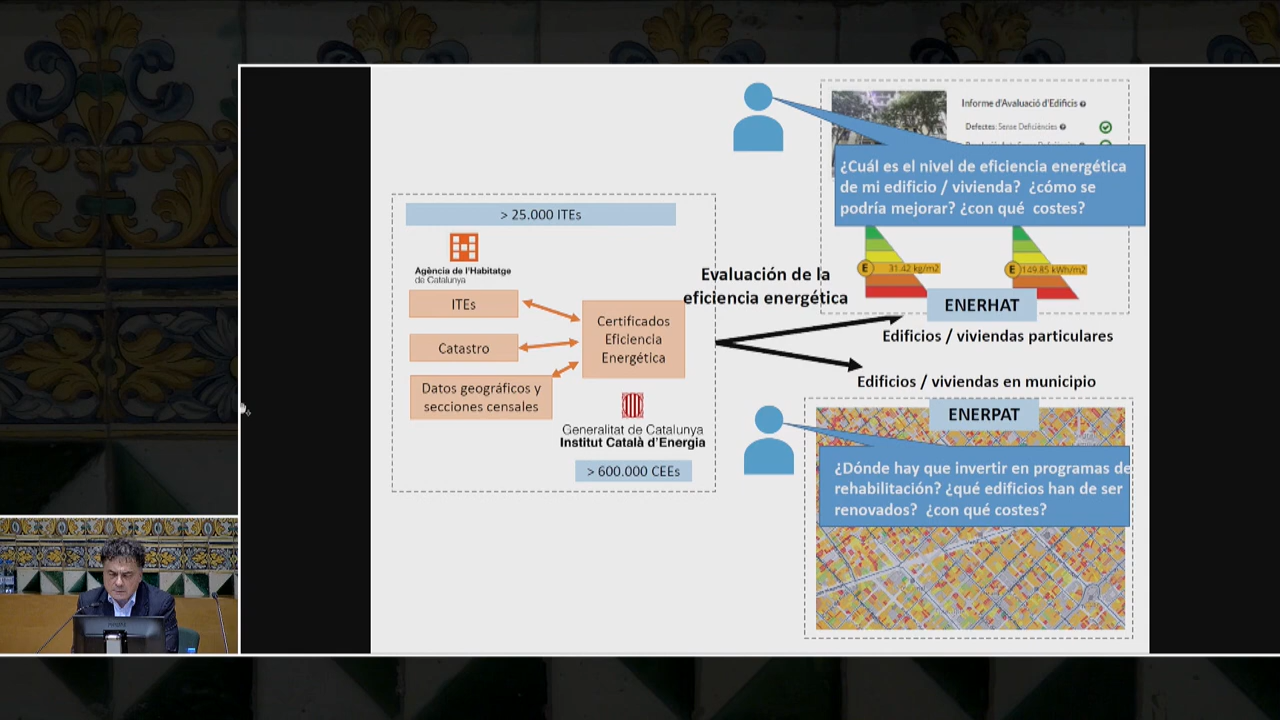 Informe d'Avaluació d'Edificis
Defectes: Sense Deficiències
¿Cuál es el nivel de eficiencia energética
de mi edificio / vivienda? ¿cómo se
podría mejorar? ¿con qué costes?
E 31.42 kg/m2
E 149.85 kWh/m2
ENERHAT
Edificios / viviendas particulares
> 25.000 ITEs
Agència de l'Habitatge
de Catalunya
ITEs
Catastro
Datos geográficos y
secciones censales
Certificados
Eficiencia
Energética
Generalitat de Catalunya
Institut Català d'Energia
> 600.000 CEEs
Evaluación de la
eficiencia energética
Edificios / viviendas en municipio
ENERPAT
¿Dónde hay que invertir en programas de
rehabilitación? ¿qué edificios han de ser
renovados? ¿con qué costes?